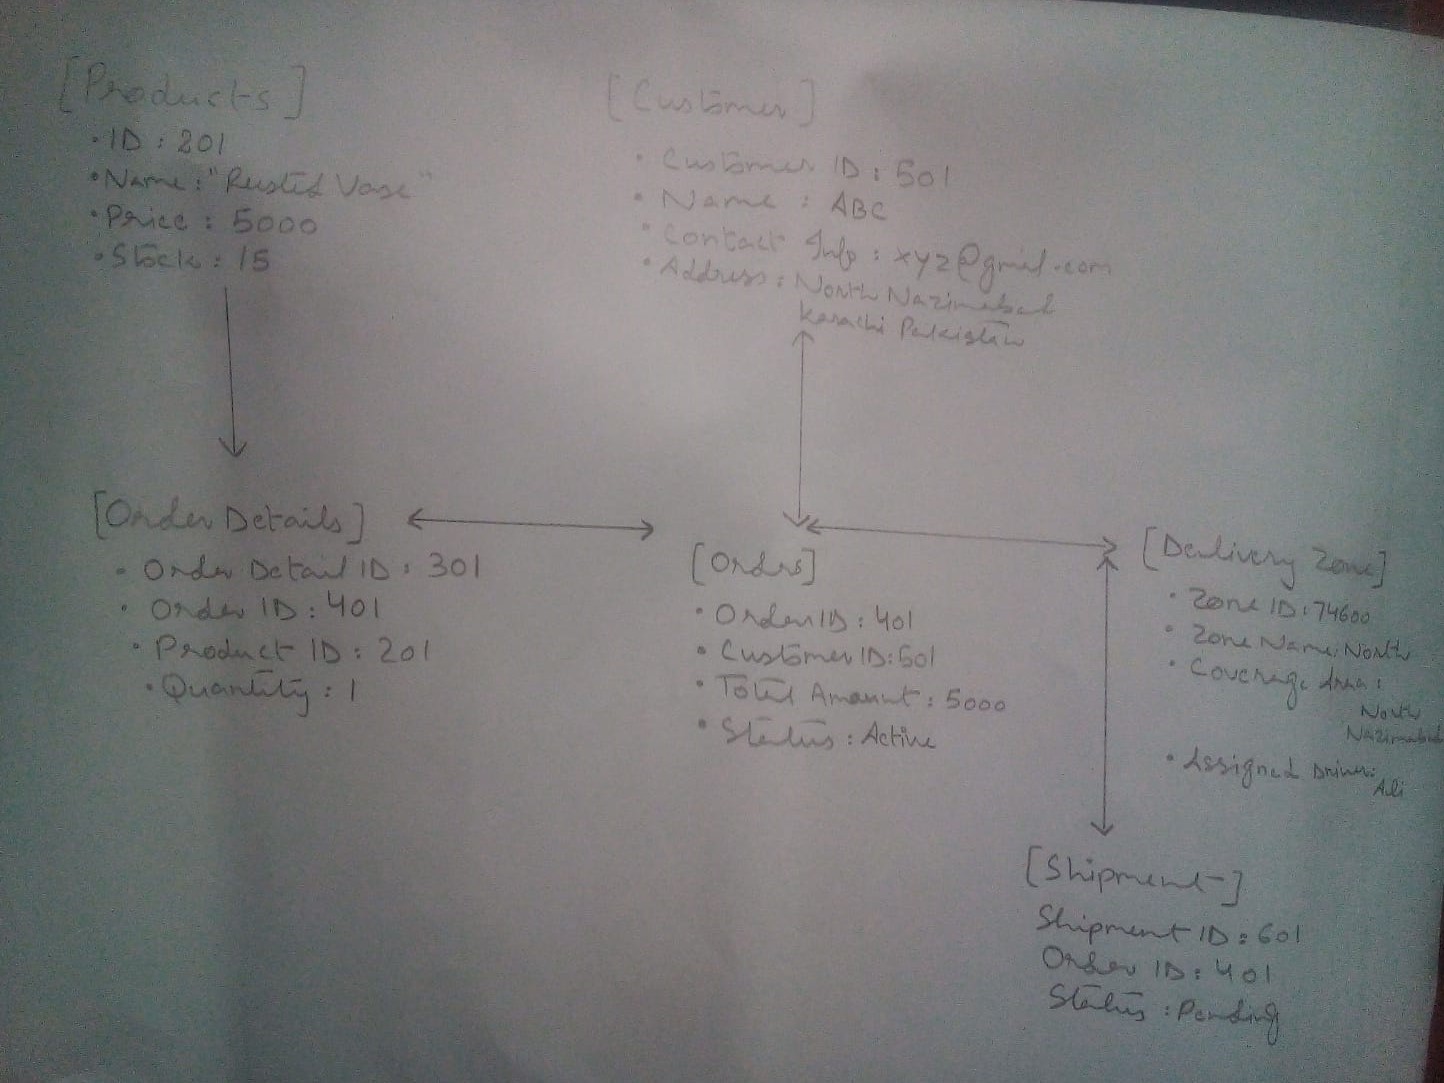 [Products]
• ID : 201
• Name : "Rusted Vase"
• Price : 5000
• Stock : 15
[Customer]
• Customer ID : 501
• Name : ABC
• Contact Info : xyz@gmail.com
• Address : North Nazimabad
Karachi Pakistan
[Order Details]
• Order Detail ID : 301
• Order ID : 401
• Product ID : 201
• Quantity : 1
[Orders]
• Order ID : 401
• Customer ID : 501
• Total Amount : 5000
• Status : Active
[Delivery Zone]
• Zone ID : 74600
• Zone Name : North
• Coverage Area :
North
Nazimabad
• Assigned Driver :
Ali
[Shipment]
Shipment ID : 601
Order ID : 401
Status : Pending